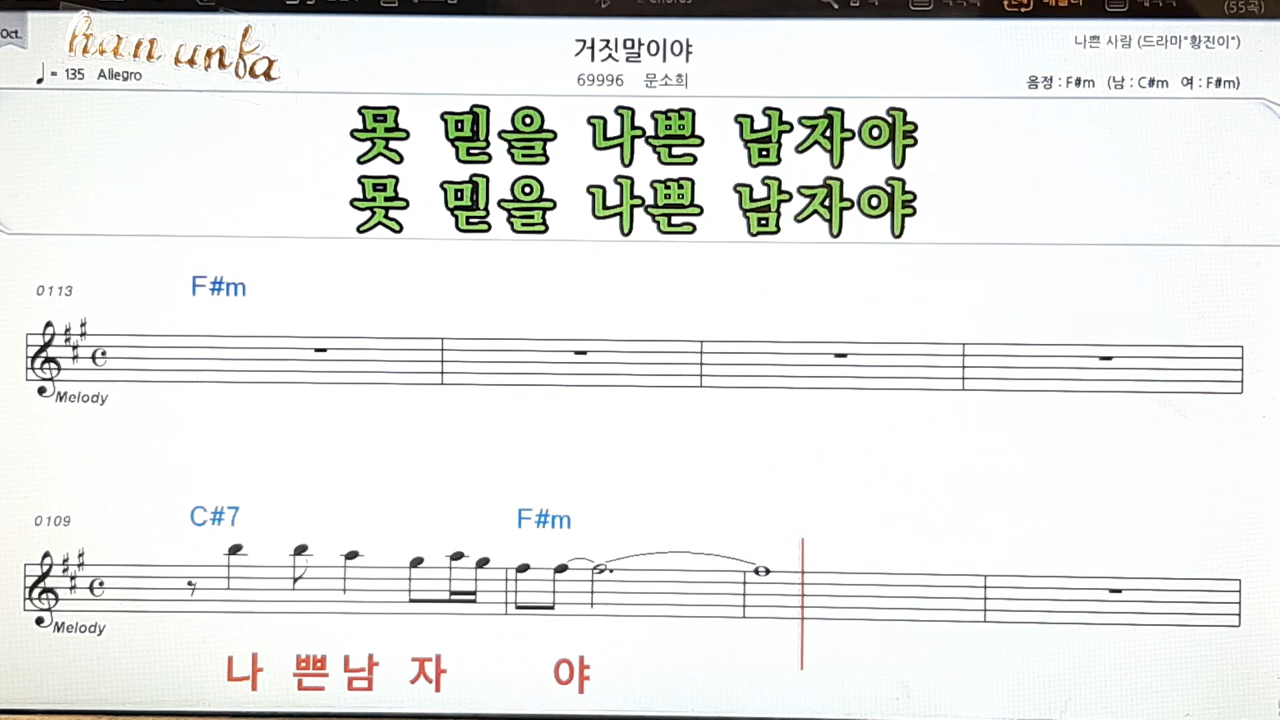 Oct.
han unfa
(55곡)
♩= 135 Allegro
거짓말이야
69996 문소희
나쁜 사람 (드라마"황진이")
음정 : F#m (남 : C#m 여 : F#m)
못 믿을 나쁜 남자야
못 믿을 나쁜 남자야
0113 F#m
Melody
0109 C#7 F#m
Melody
나 쁜 남 자 야